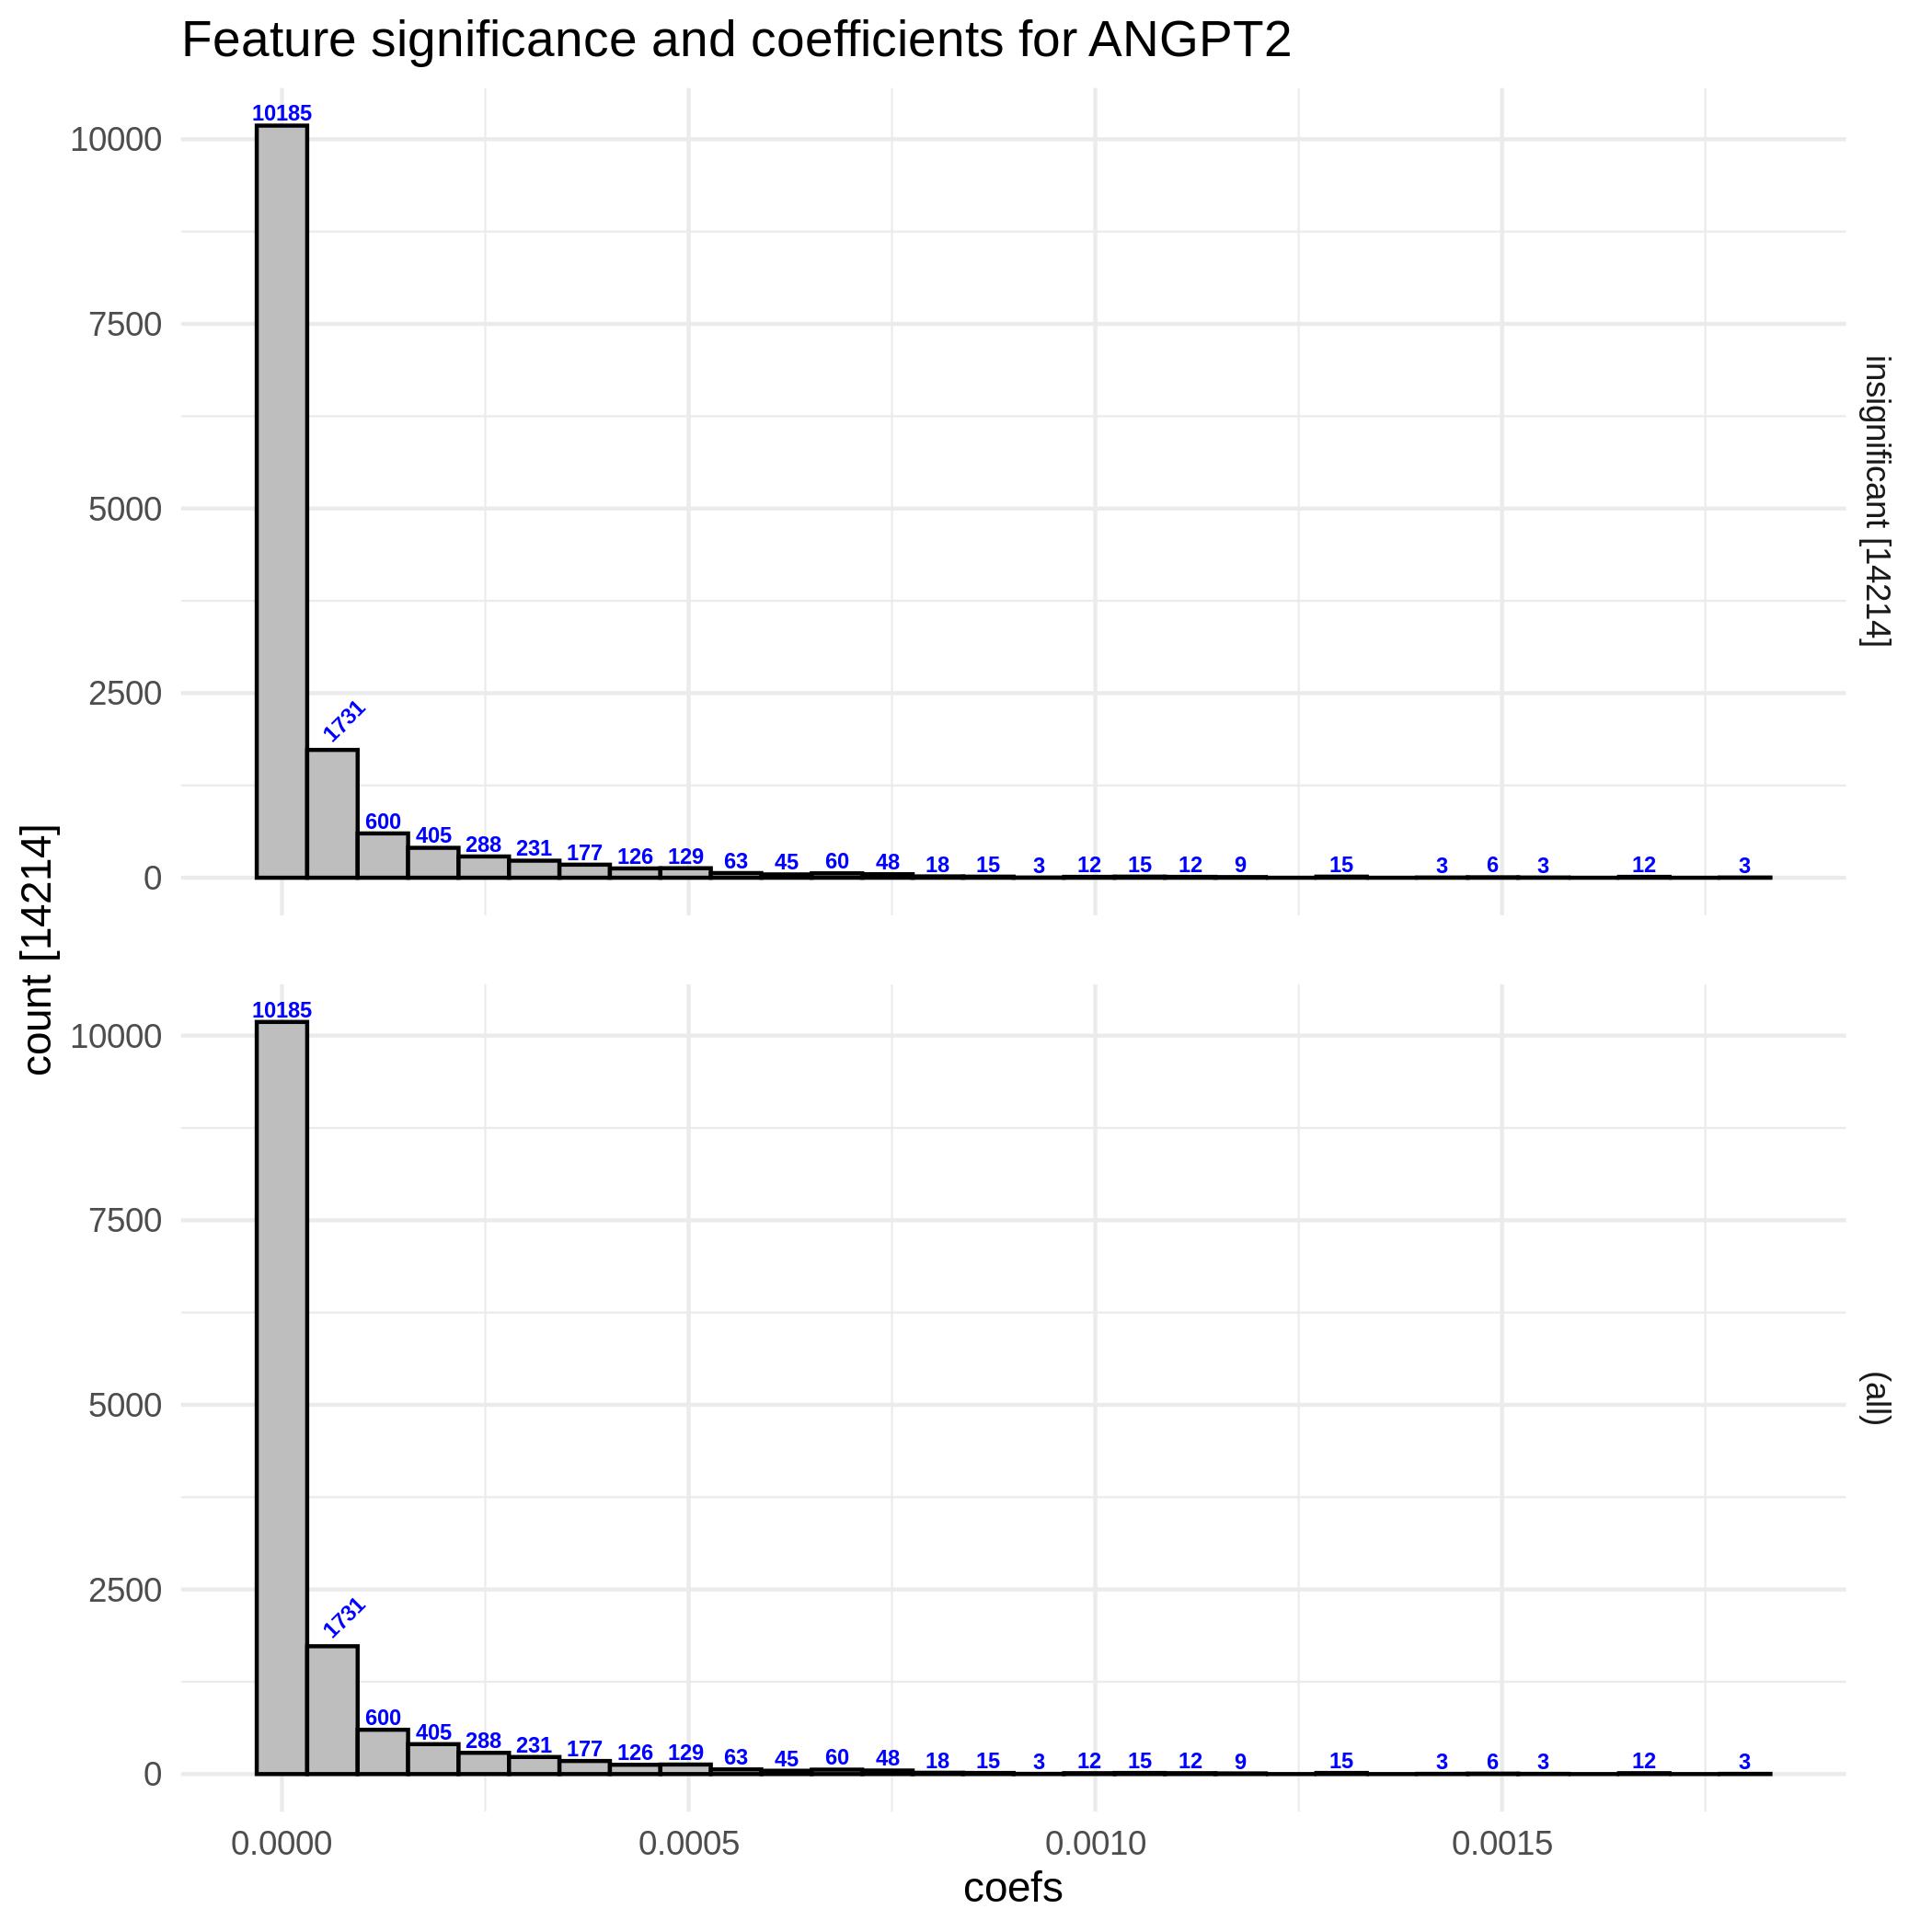 Feature significance and coefficients for ANGPT2
count [14214]
10000
7500
5000
2500
0
10185
1731
600 405 288 231 177 126 129 63 45 60 48 18 15 3 12 15 12 9 15 3 6 3 12 3
insignificant [14214]
10000
7500
5000
2500
0
10185
1731
600 405 288 231 177 126 129 63 45 60 48 18 15 3 12 15 12 9 15 3 6 3 12 3
(all)
0.0000 0.0005 0.0010 0.0015
coefs